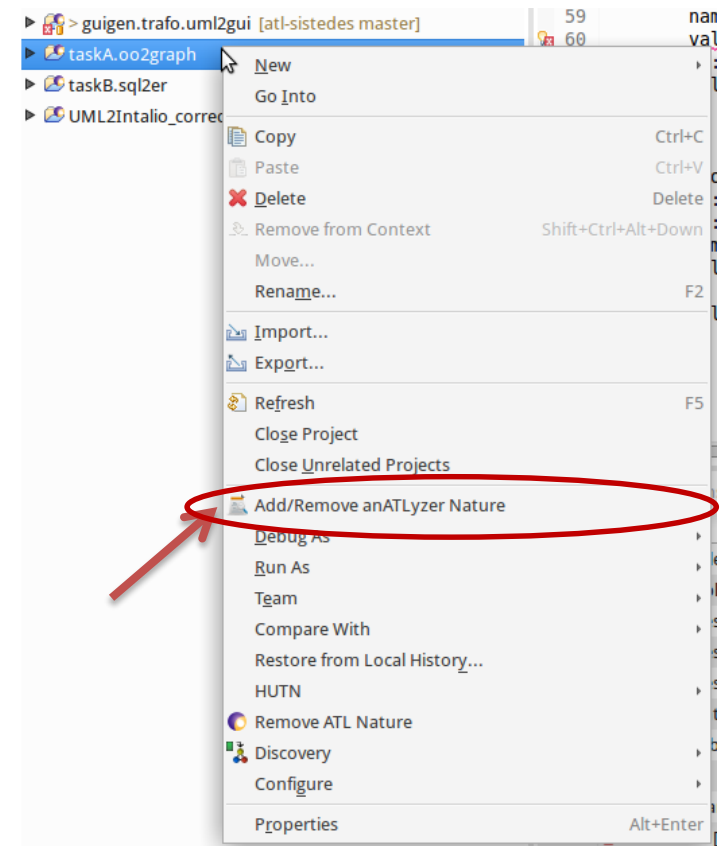 > guigen.trafo.uml2gui [atl-sistedes master]
taskA.oo2graph
taskB.sql2er
UML2Intalio_correc
59
60
New
Go Into
Copy Ctrl+C
Paste Ctrl+V
Delete Delete
Remove from Context Shift+Ctrl+Alt+Down
Move...
Rename... F2
Import...
Export...
Refresh F5
Close Project
Close Unrelated Projects
Add/Remove anATLyzer Nature
Debug As
Run As
Team
Compare With
Restore from Local History...
HUTN
Remove ATL Nature
Discovery
Configure
Properties Alt+Enter